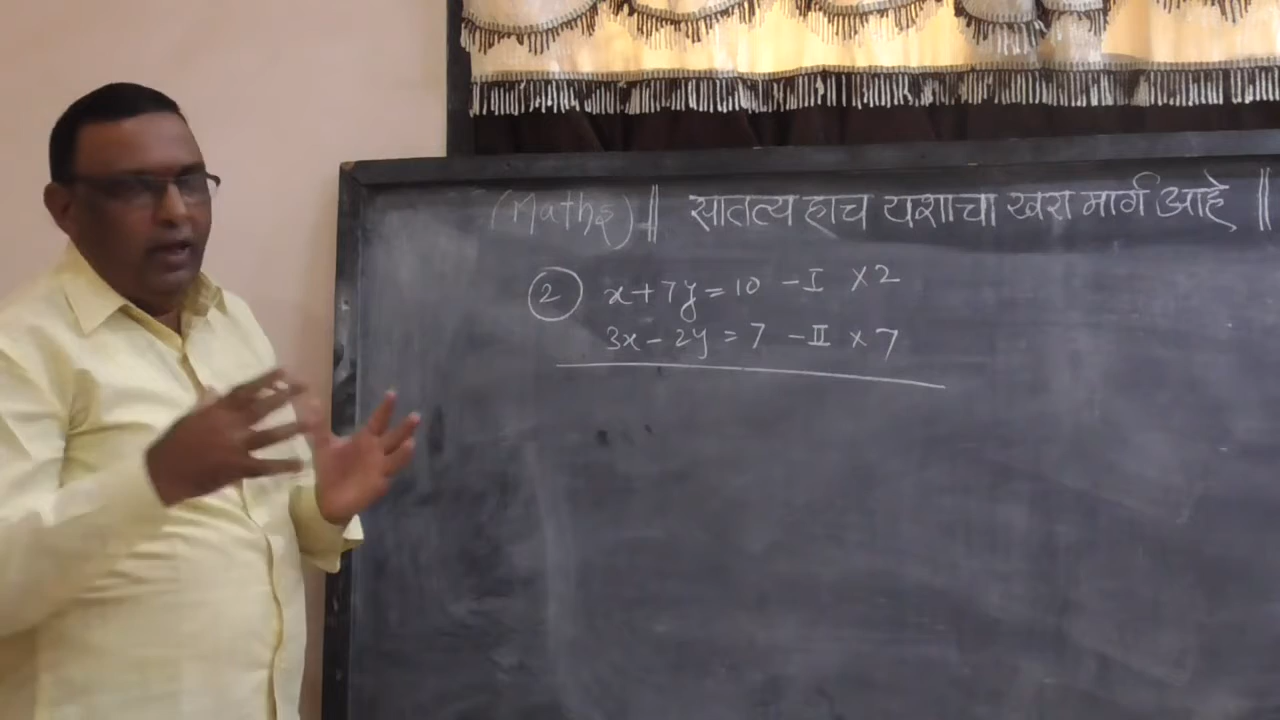 (Maths) || सातत्य हाच यशाचा खरा मार्ग आहे ||
② x+7y=10 -I ×2
3x-2y=7 -II ×7